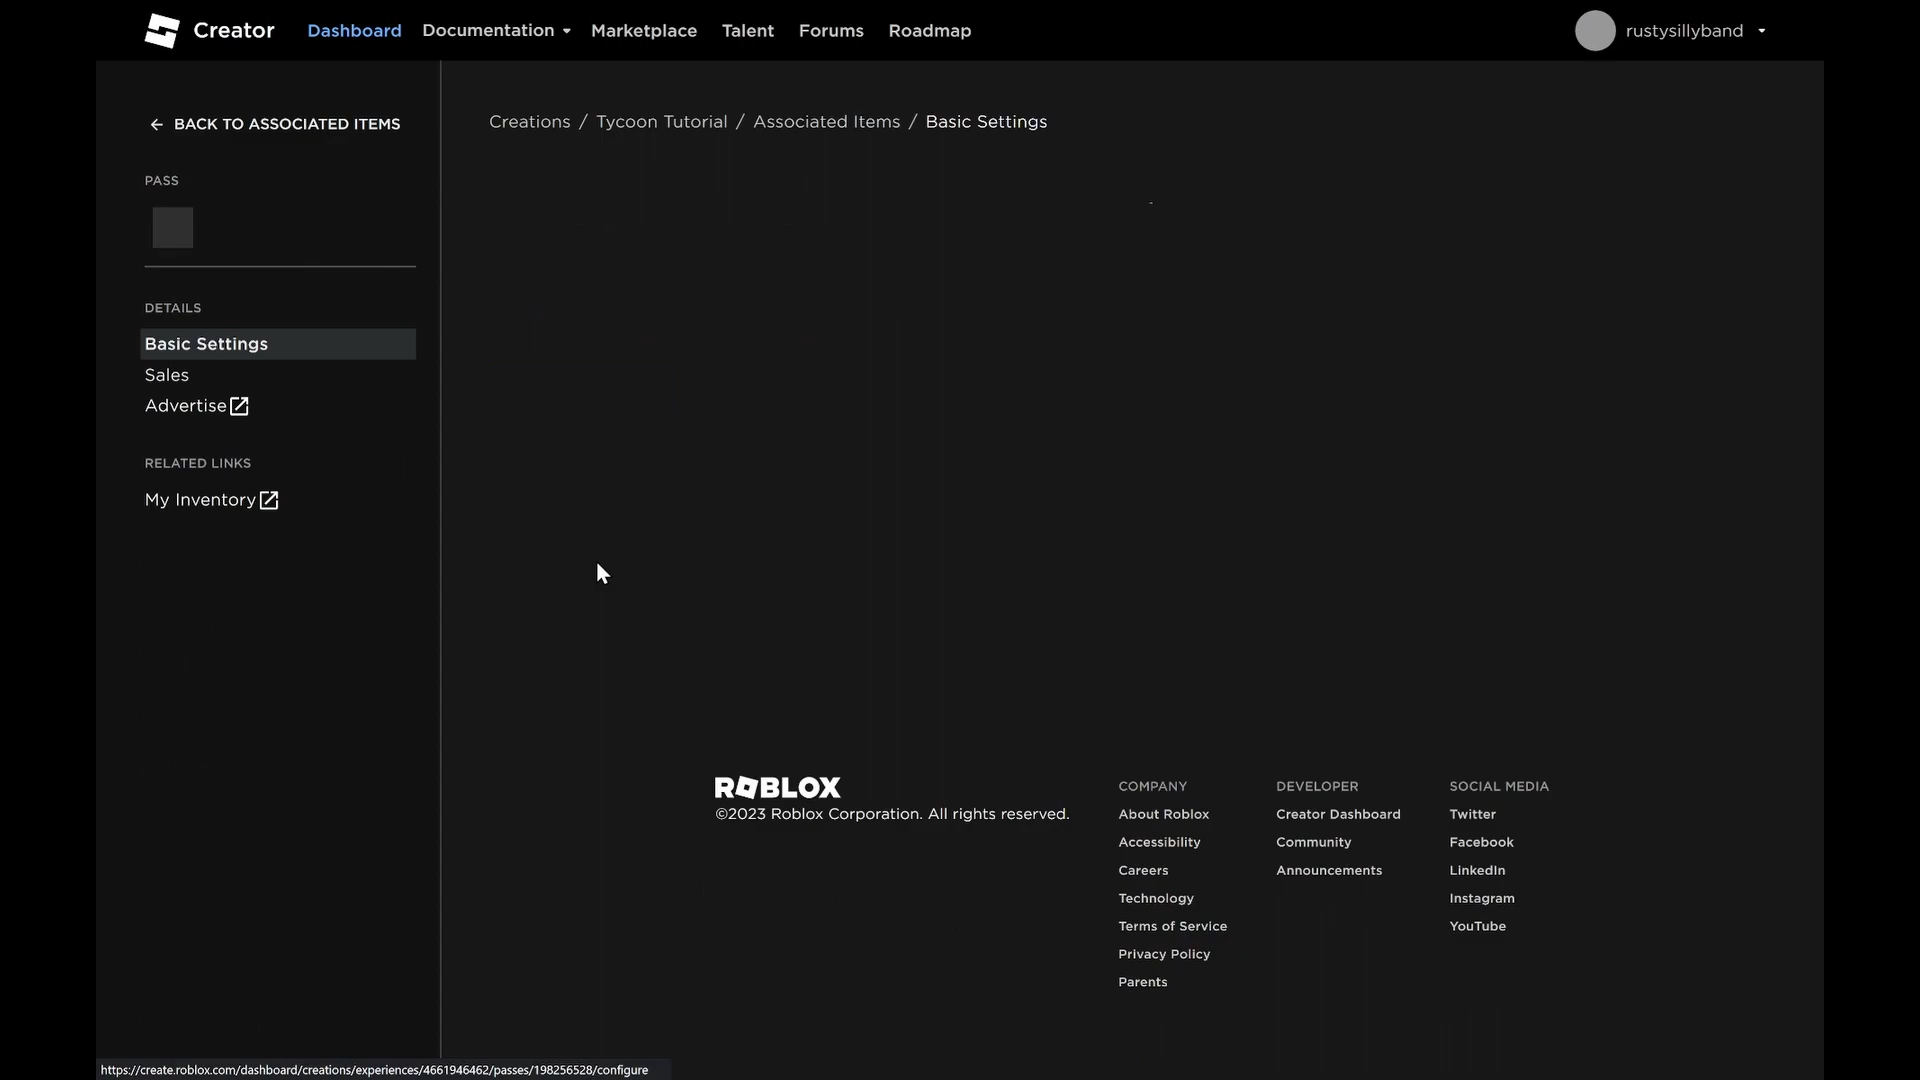 Creator Dashboard Documentation Marketplace Talent Forums Roadmap rustysillyband
BACK TO ASSOCIATED ITEMS
Creations / Tycoon Tutorial / Associated Items / Basic Settings
PASS
DETAILS
Basic Settings
Sales
Advertise
RELATED LINKS
My Inventory
ROBLOX
©2023 Roblox Corporation. All rights reserved.
COMPANY
About Roblox
Accessibility
Careers
Technology
Terms of Service
Privacy Policy
Parents
DEVELOPER
Creator Dashboard
Community
Announcements
SOCIAL MEDIA
Twitter
Facebook
LinkedIn
Instagram
YouTube
https://create.roblox.com/dashboard/creations/experiences/4661946462/passes/198256528/configure